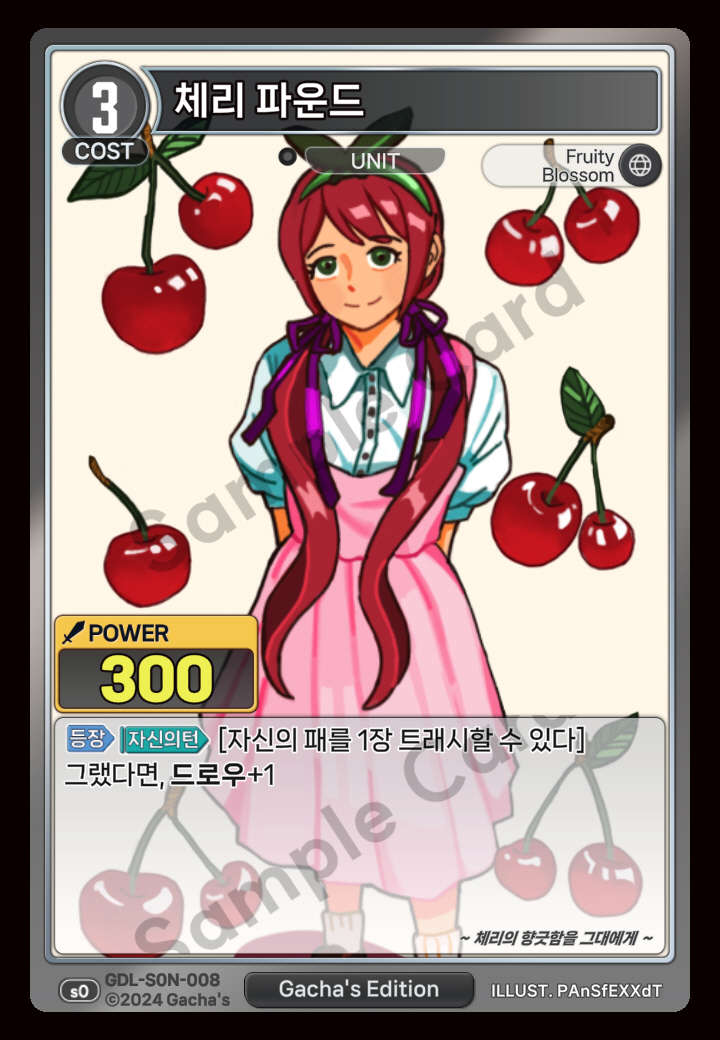 3
COST
체리 파운드
UNIT
Fruity
Blossom
Sample Card
POWER
300
등장 자신의턴 [자신의 패를 1장 트래시할 수 있다]
그랬다면, 드로우+1
Sample Card
~ 체리의 향긋함을 그대에게 ~
s0
GDL-S0N-008
©2024 Gacha's
Gacha's Edition
ILLUST. PAnSfEXXdT